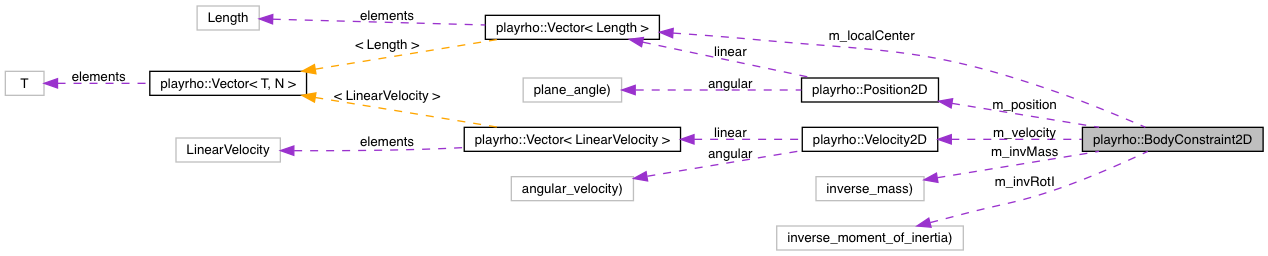 Length
elements
playrho::Vector< Length >
m_localCenter
< Length >
linear
T
elements
playrho::Vector< T, N >
plane_angle)
angular
playrho::Position2D
< LinearVelocity >
m_position
LinearVelocity
elements
playrho::Vector< LinearVelocity >
linear
playrho::Velocity2D
m_velocity
playrho::BodyConstraint2D
angular
m_invMass
angular_velocity)
inverse_mass)
m_invRotI
inverse_moment_of_inertia)